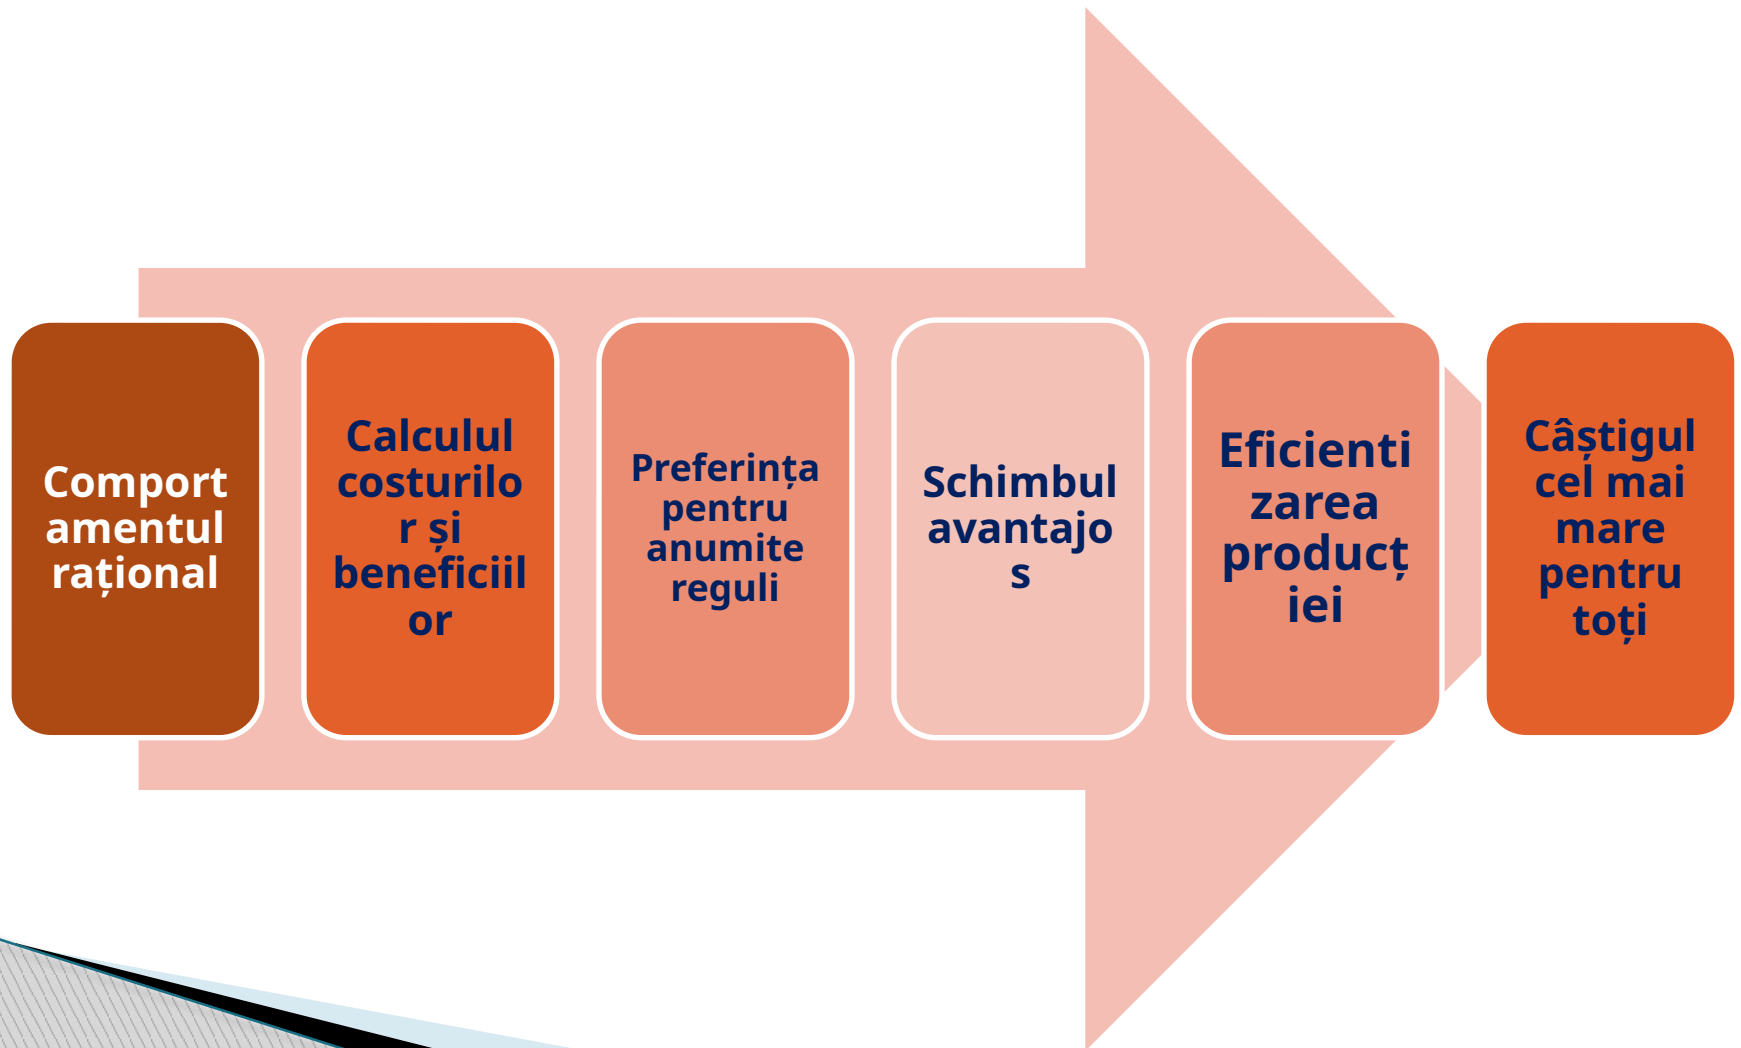 Comport
amentul
rațional
Calculul
costurilo
r și
beneficiil
or
Preferința
pentru
anumite
reguli
Schimbul
avantajo
s
Eficienti
zarea
producț
iei
Câștigul
cel mai
mare
pentru
toți